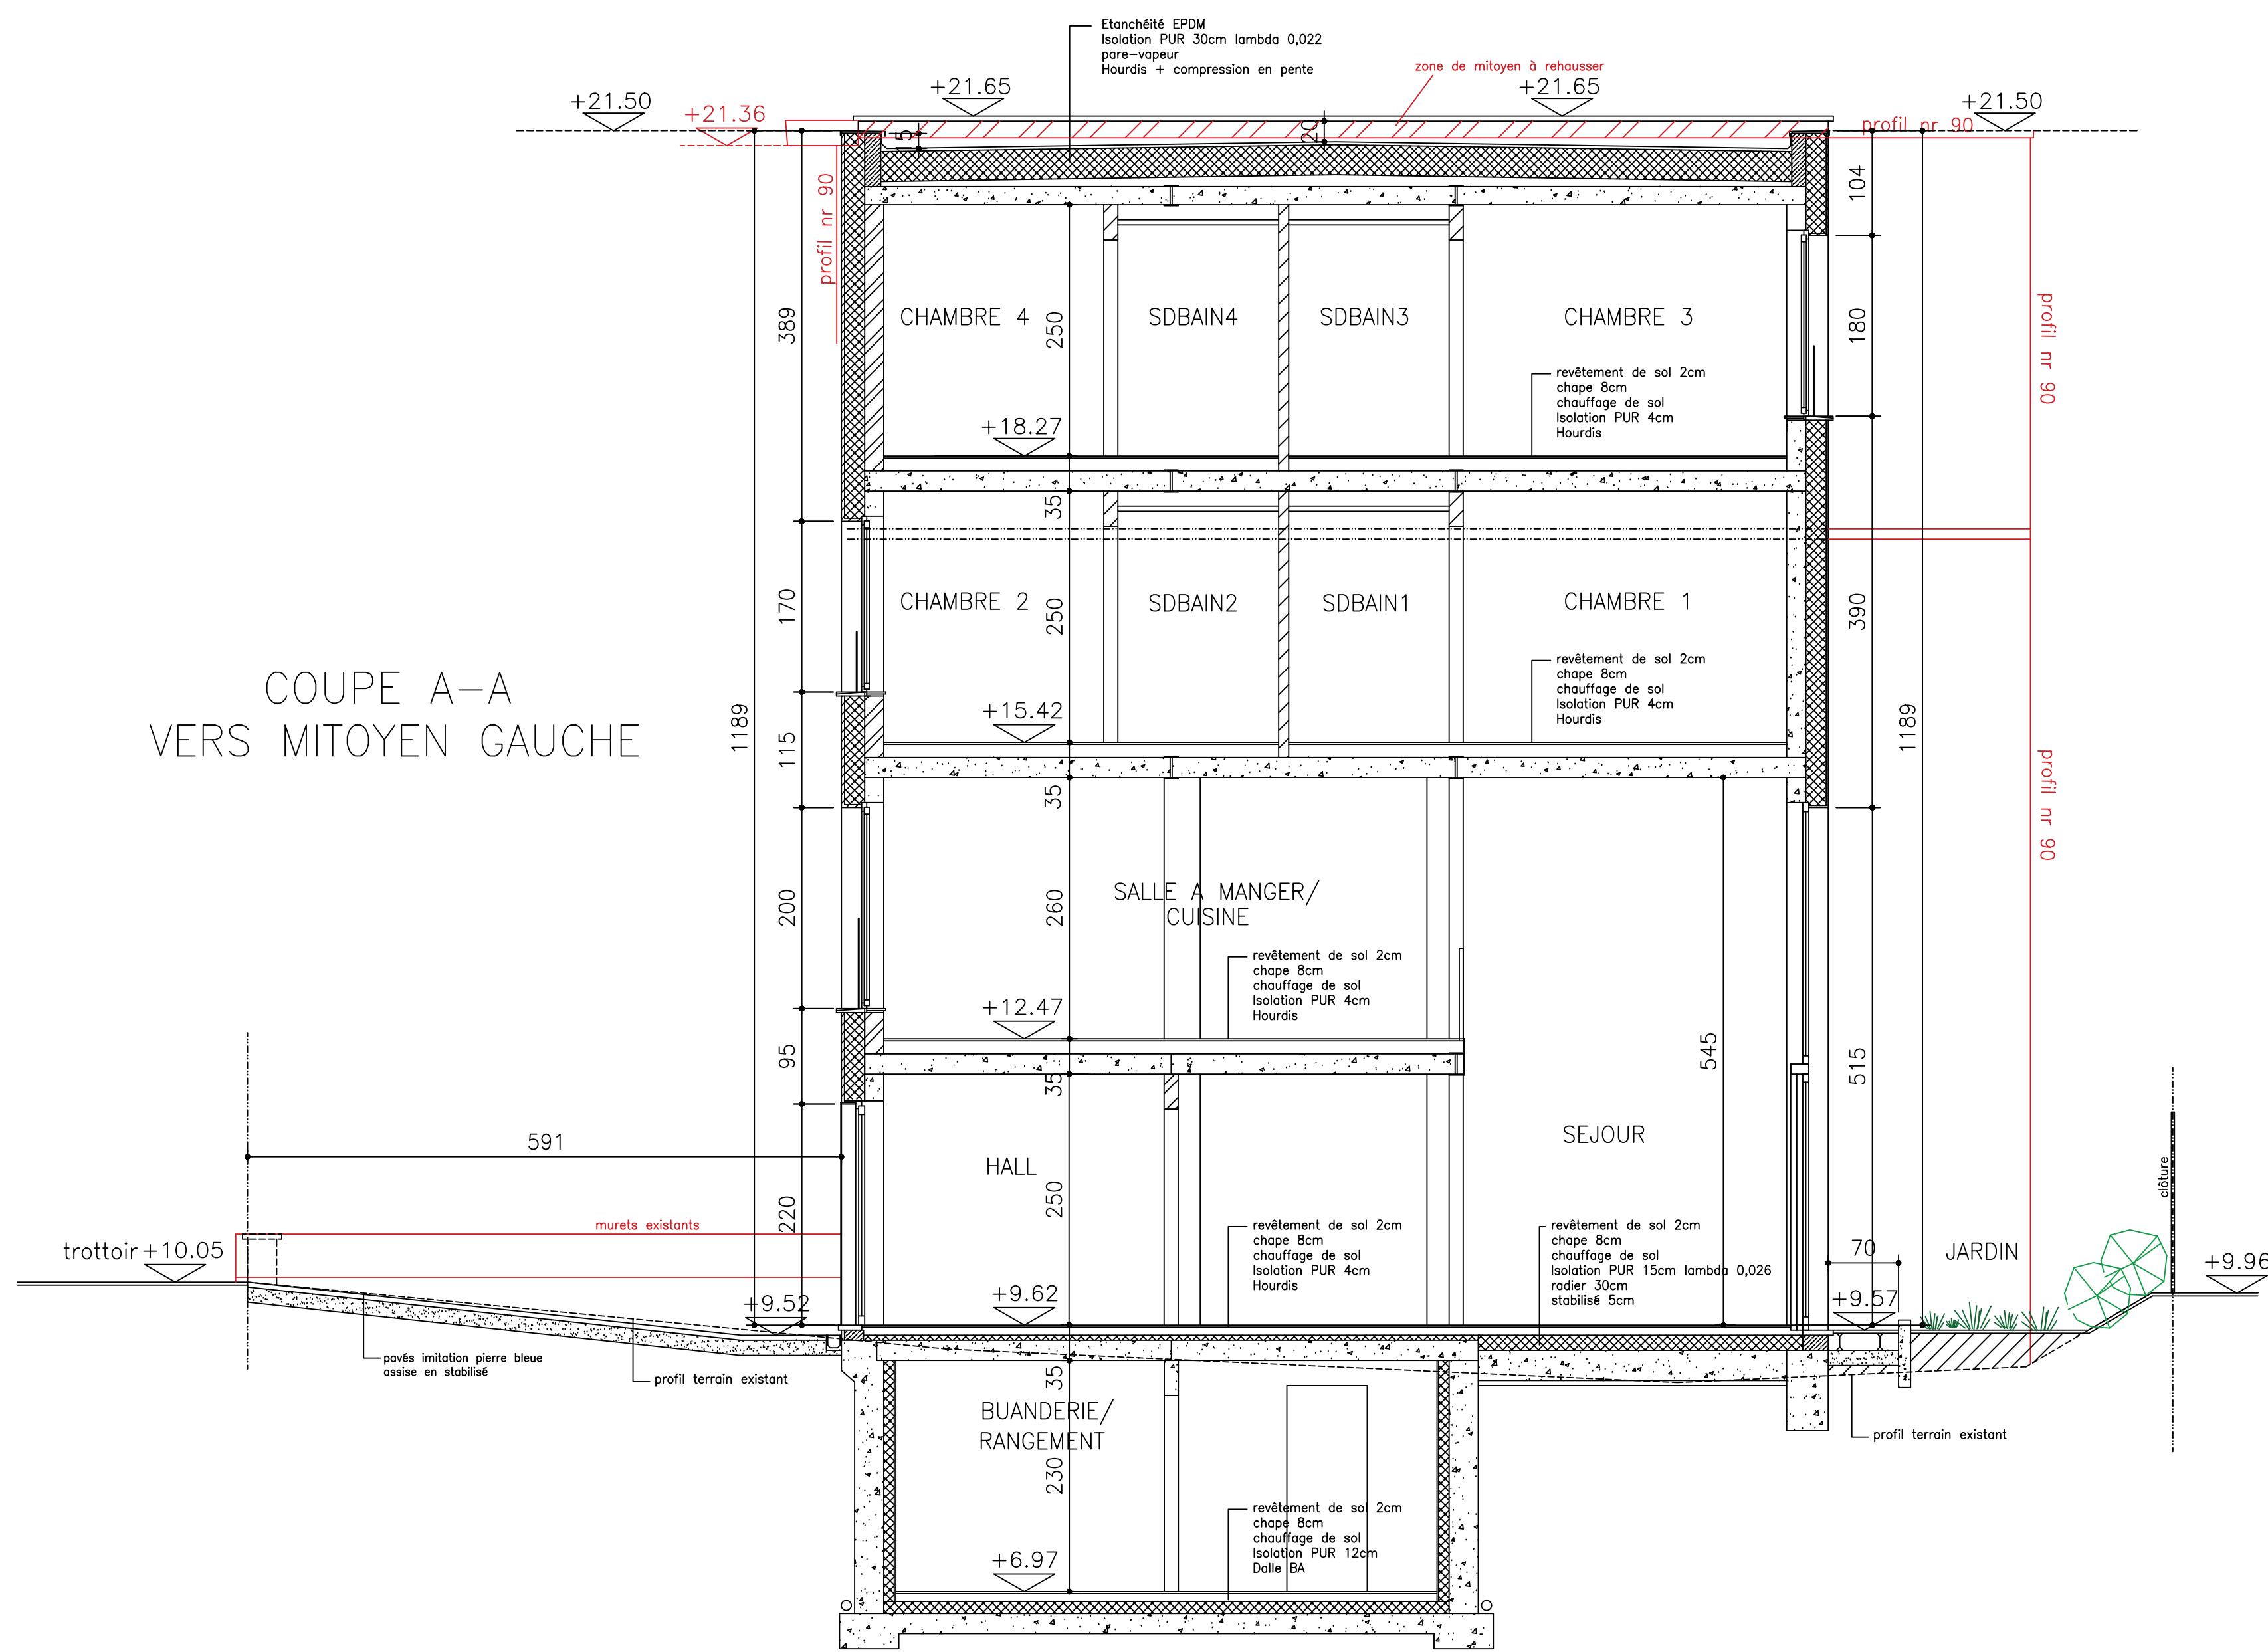 Etanchéité EPDM
Isolation PUR 30cm lambda 0,022
pare-vapeur
Hourdis + compression en pente
zone de mitoyen à rehausser
+21.50
+21.36
+21.65
+21.65
+21.50
profil nr 90
5
20
profil nr 90
104
389
CHAMBRE 4
250
SDBAIN4
SDBAIN3
CHAMBRE 3
180
profil nr 90
revêtement de sol 2cm
chape 8cm
chauffage de sol
Isolation PUR 4cm
Hourdis
+18.27
35
170
CHAMBRE 2
250
SDBAIN2
SDBAIN1
CHAMBRE 1
390
revêtement de sol 2cm
chape 8cm
chauffage de sol
Isolation PUR 4cm
Hourdis
COUPE A-A
VERS MITOYEN GAUCHE
1189
115
+15.42
1189
35
profil nr 90
200
260
SALLE A MANGER/
CUISINE
revêtement de sol 2cm
chape 8cm
chauffage de sol
Isolation PUR 4cm
Hourdis
+12.47
95
35
545
515
591
HALL
SEJOUR
clôture
220
250
murets existants
revêtement de sol 2cm
chape 8cm
chauffage de sol
Isolation PUR 4cm
Hourdis
revêtement de sol 2cm
chape 8cm
chauffage de sol
Isolation PUR 15cm lambda 0,026
radier 30cm
stabilisé 5cm
70
JARDIN
trottoir+10.05
+9.96
+9.52
+9.62
+9.57
pavés imitation pierre bleue
assise en stabilisé
profil terrain existant
35
BUANDERIE/
RANGEMENT
profil terrain existant
230
revêtement de sol 2cm
chape 8cm
chauffage de sol
Isolation PUR 12cm
Dalle BA
+6.97